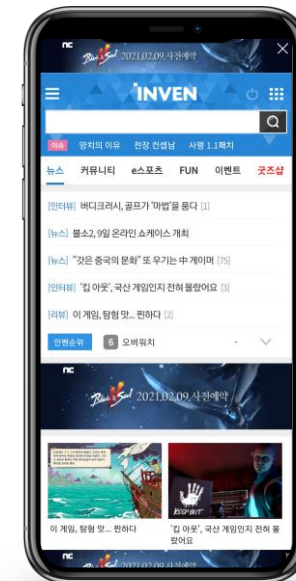 nc
Blade & Soul 2021.02.09.사전예약
INVEN
이슈 양치의 이유 전장 컨셉남 사평 1.1패치
뉴스 커뮤니티 e스포츠 FUN 이벤트 굿즈샵
[인터뷰] 버디크러시, 골프가 '마법'을 품다 [1]
[뉴스] 블소2, 9일 온라인 쇼케이스 개최
[뉴스] "갓은 중국의 문화" 또 우기는 中 게이머 [75]
[인터뷰] '킵 아웃', 국산 게임인지 전혀 몰랐어요 [3]
[리뷰] 이 게임, 탐험 맛... 찐하다 [2]
인벤순위 6 오버워치 -
nc
Blade & Soul 2021.02.09.사전예약
KEEP OUT
이 게임, 탐험 맛... 찐하다
'킵 아웃', 국산 게임인지 전혀 몰
랐어요
nc
Blade & Soul 2021.02.09.사전예약